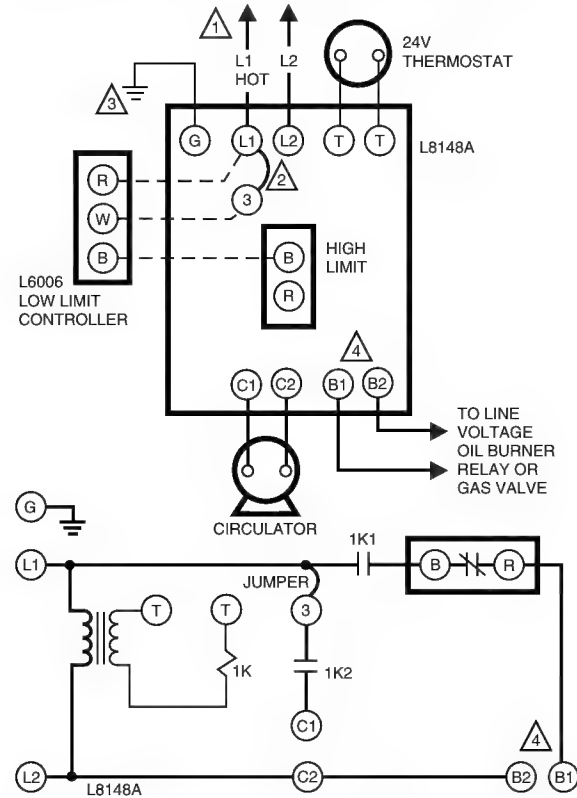 1
L1
HOT
L2
24V
THERMOSTAT
3
G
L1
L2
T
T
L8148A
2
R
3
W
B
HIGH
LIMIT
B
R
L6006
LOW LIMIT
CONTROLLER
4
C1
C2
B1
B2
TO LINE
VOLTAGE
OIL BURNER
RELAY OR
GAS VALVE
CIRCULATOR
G
1K1
L1
B
R
JUMPER
T
T
3
1K
1K2
C1
4
L2
C2
B2
B1
L8148A